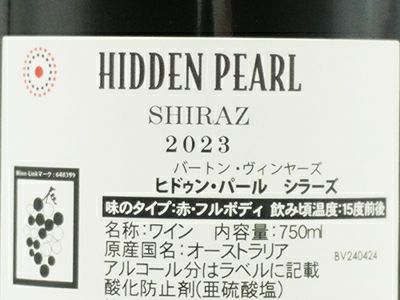 HIDDEN PEARL
SHIRAZ
2023
バートン・ヴィンヤーズ
ヒドゥン・パール シラーズ
味のタイプ:赤・フルボディ 飲み頃温度:15度前後
名称:ワイン 内容量:750ml
原産国名:オーストラリア
BV240424
アルコール分はラベルに記載
酸化防止剤(亜硫酸塩)